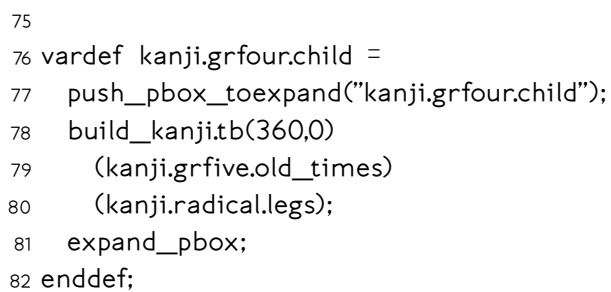 75
76 vardef kanji.grfour.child =
77 push_pbox_toexpand("kanji.grfour.child");
78 build_kanji.tb(360,0)
79 (kanji.grfive.old_times)
80 (kanji.radical.legs);
81 expand_pbox;
82 enddef;